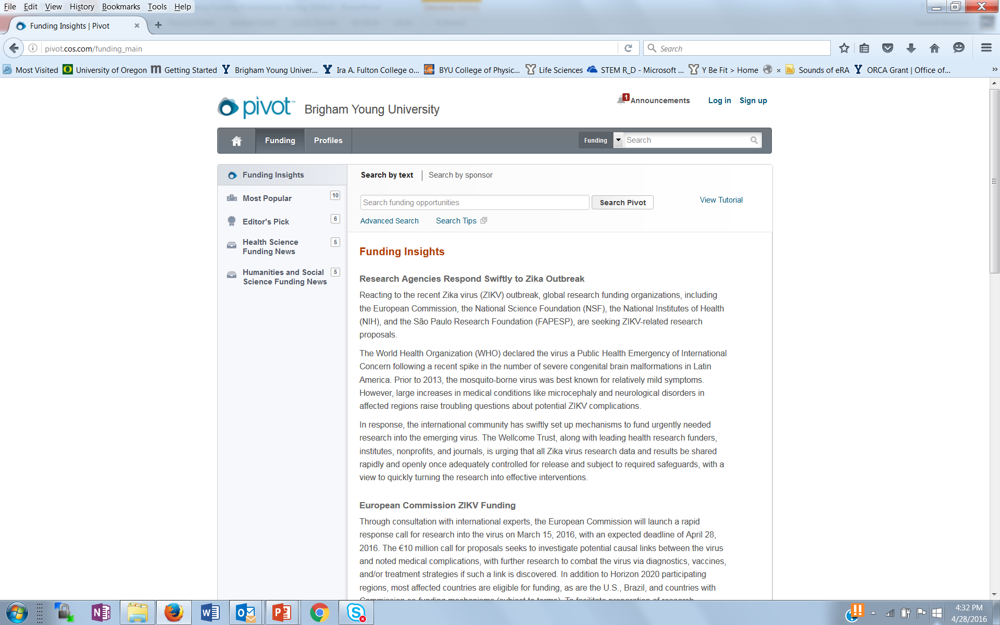 File Edit View History Bookmarks Tools Help
Funding Insights | Pivot
pivot.cos.com/funding_main
Search
Most Visited University of Oregon Getting Started Brigham Young Univer... Ira A. Fulton College o... BYU College of Physic... Life Sciences STEM R_D - Microsoft ... Y Be Fit > Home Sounds of eRA ORCA Grant | Office of...
pivot™ Brigham Young University
1 Announcements Log in Sign up
Funding Profiles Funding Search
Funding Insights
Most Popular 10
Editor's Pick 6
Health Science 5
Funding News
Humanities and Social 5
Science Funding News
Search by text | Search by sponsor
Search funding opportunities Search Pivot View Tutorial
Advanced Search Search Tips
Funding Insights
Research Agencies Respond Swiftly to Zika Outbreak
Reacting to the recent Zika virus (ZIKV) outbreak, global research funding organizations, including
the European Commission, the National Science Foundation (NSF), the National Institutes of Health
(NIH), and the São Paulo Research Foundation (FAPESP), are seeking ZIKV-related research
proposals.
The World Health Organization (WHO) declared the virus a Public Health Emergency of International
Concern following a recent spike in the number of severe congenital brain malformations in Latin
America. Prior to 2013, the mosquito-borne virus was best known for relatively mild symptoms.
However, large increases in medical conditions like microcephaly and neurological disorders in
affected regions raise troubling questions about potential ZIKV complications.
In response, the international community has swiftly set up mechanisms to fund urgently needed
research into the emerging virus. The Wellcome Trust, along with leading health research funders,
institutes, nonprofits, and journals, is urging that all Zika virus research data and results be shared
rapidly and openly once adequately controlled for release and subject to required safeguards, with a
view to quickly turning the research into effective interventions.
European Commission ZIKV Funding
Through consultation with international experts, the European Commission will launch a rapid
response call for research into the virus on March 15, 2016, with an expected deadline of April 28,
2016. The €10 million call for proposals seeks to investigate potential causal links between the virus
and noted medical complications, with further research to combat the virus via diagnostics, vaccines,
and/or treatment strategies if such a link is discovered. In addition to Horizon 2020 participating
regions, most affected countries are eligible for funding, as are the U.S., Brazil, and countries with
4:32 PM
4/28/2016